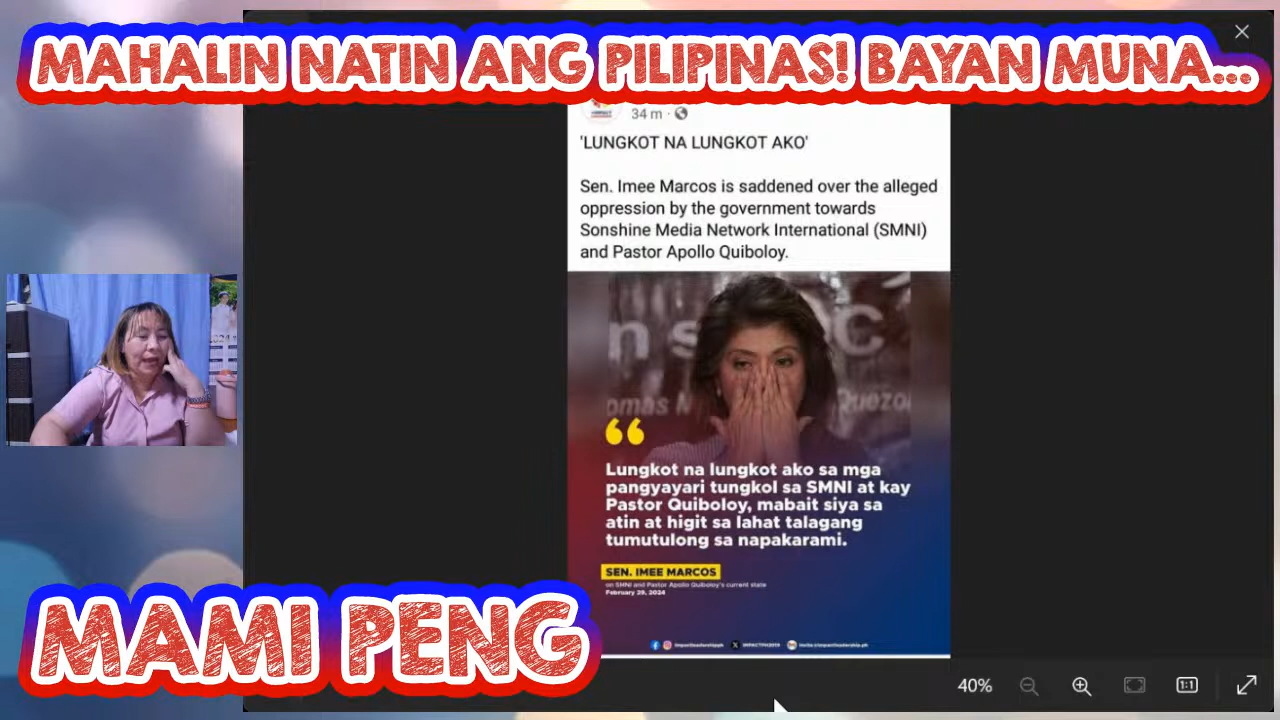 MAHALIN NATIN ANG PILIPINAS! BAYAN MUNA...
34 m ·
'LUNGKOT NA LUNGKOT AKO'
Sen. Imee Marcos is saddened over the alleged
oppression by the government towards
Sonshine Media Network International (SMNI)
and Pastor Apollo Quiboloy.
Lungkot na lungkot ako sa mga
pangyayari tungkol sa SMNI at kay
Pastor Quiboloy, mabait siya sa
atin at higit sa lahat talagang
tumutulong sa napakarami.
SEN. IMEE MARCOS
on SMNI and Pastor Apollo Quiboloy's current state
February 29, 2024
MAMI PENG
40%
1:1